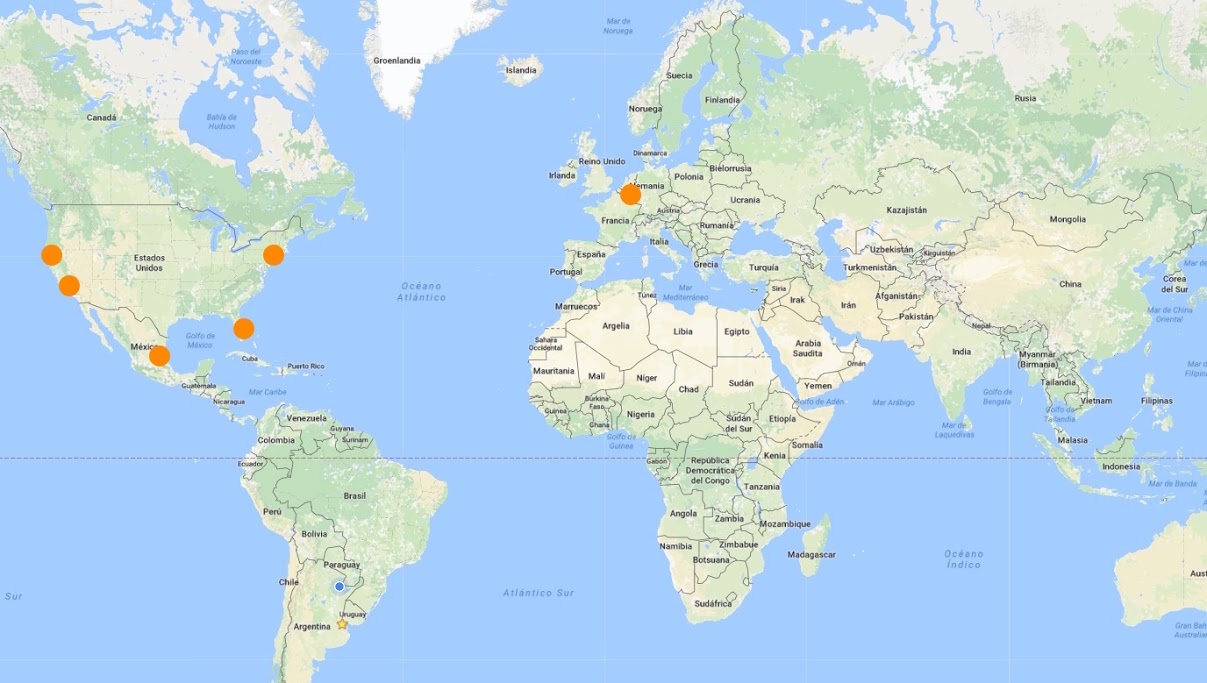 Groenlandia
Islandia
Mar de
Noruega
Suecia
Finlandia
Noruega
Rusia
Paso del
Noroeste
Canadá
Bahía de
Hudson
Dinamarca
Reino Unido
Irlanda
Bielorrusia
Polonia
Alemania
Ucrania
Austria
Francia
Rumanía
Italia
España
Portugal
Grecia
Turquía
Kazajistán
Mongolia
Uzbekistán
Kirguistán
Turkmenistán
Corea
del Sur
China
Mar de China
Oriental
Estados
Unidos
Océano
Atlántico
Mar
Mediterráneo
Túnez
Marruecos
Siria
Irak
Irán
Afganistán
Pakistán
Nepal
Argelia
Libia
Egipto
Arabia
Saudita
Omán
India
Myanmar
(Birmania)
Golfo de
México
México
Cuba
Puerto Rico
Sahara
Occidental
Mauritania
Malí
Níger
Chad
Sudán
Yemen
Golfo de Adén
Mar Arábigo
Golfo de
Bengala
Tailandia
Vietnam
Golfo de
Tailandia
Filipinas
Mar de
Laquedivas
Guatemala
Nicaragua
Mar Caribe
Burkina
Faso
Guinea
Ghana
Nigeria
Sudán
del Sur
Etiopía
Somalia
Venezuela
Guyana
Surinam
Colombia
Ecuador
Golfo de
Guinea
Gabón
República
Democrática
del Congo
Kenia
Tanzania
Malasia
Indonesia
Mar de Banda
Brasil
Perú
Bolivia
Angola
Zambia
Mozambique
Zimbabue
Namibia
Botsuana
Madagascar
Océano
Índico
Paraguay
Chile
Sur
Atlántico Sur
Sudáfrica
Uruguay
Argentina
Aust
Gran Bah
Australian